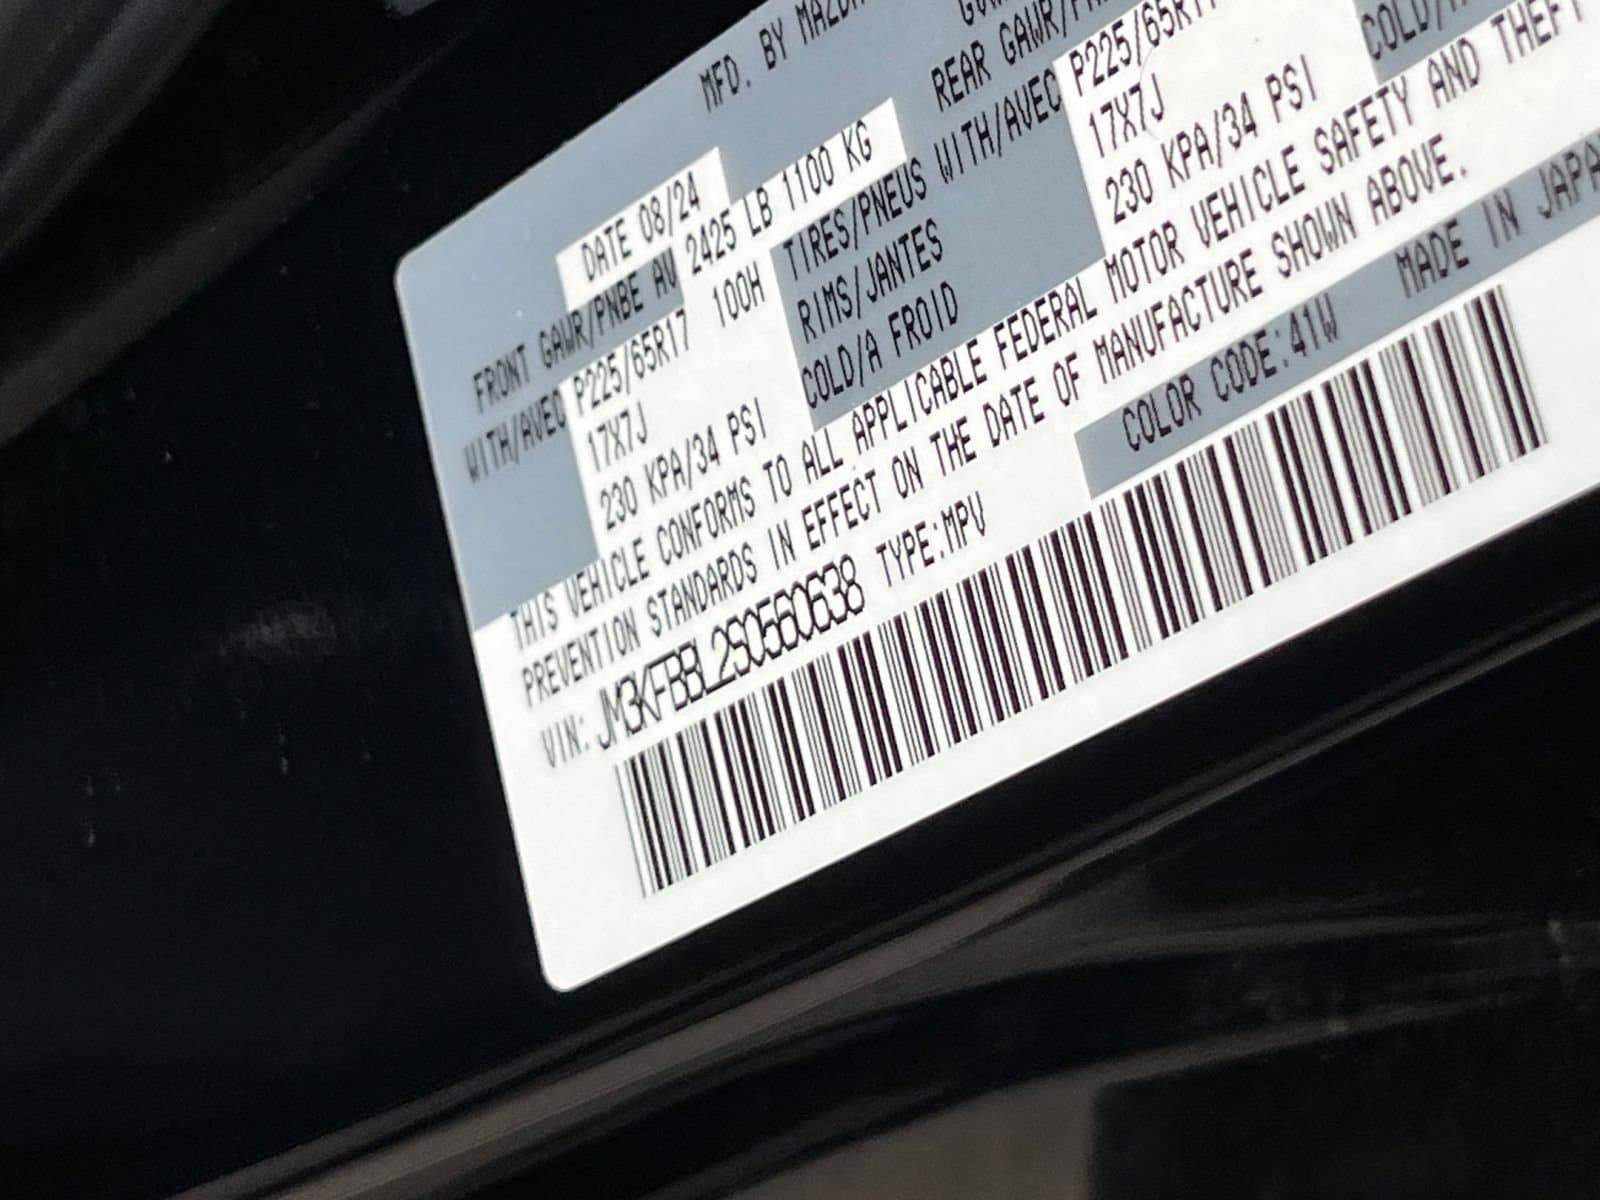 MFD. BY MAZDA
DATE 08/24
FRONT GAWR/PNBE AV 2425 LB 1100 KG
REAR GAWR/
WITH/AVEC P225/65R17 100H
TIRES/PNEUS WITH/AVEC P225/65R17
17X7J
RIMS/JANTES 17X7J
230 KPA/34 PSI
COLD/A FROID 230 KPA/34 PSI
COLD/A
THIS VEHICLE CONFORMS TO ALL APPLICABLE FEDERAL MOTOR VEHICLE SAFETY AND THEFT
PREVENTION STANDARDS IN EFFECT ON THE DATE OF MANUFACTURE SHOWN ABOVE.
VIN: JM3KFBBL2S0560638 TYPE:MPV
COLOR CODE:41W MADE IN JAPA